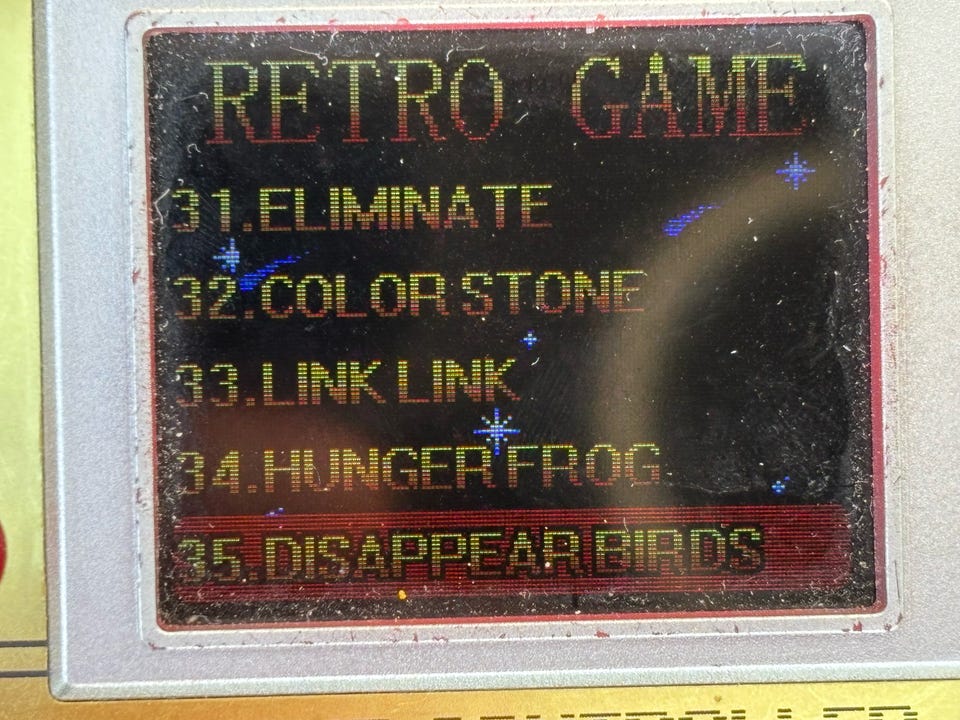 RETRO GAME
31.ELIMINATE
32.COLOR STONE
33.LINK LINK
34.HUNGER FROG
35.DISAPPEAR BIRDS